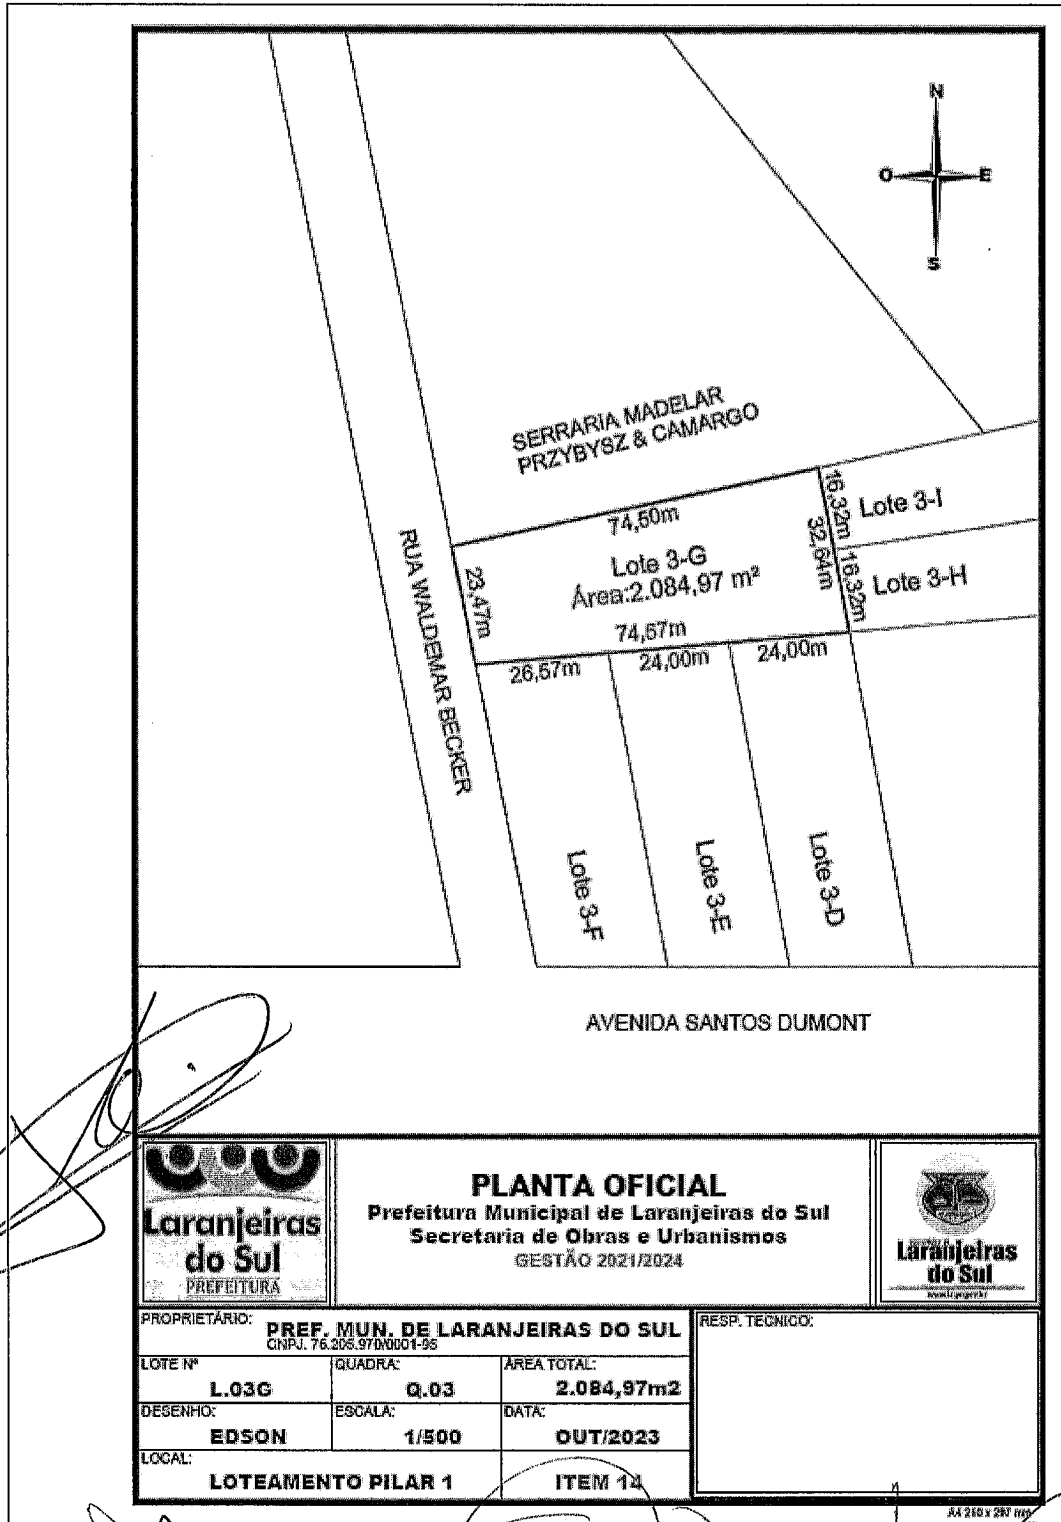 N
O E
S
SERRARIA MADELAR
PRZYBYSZ & CAMARGO
74,50m
16,32m
Lote 3-I
32,64m
Lote 3-G
Área:2.084,97 m²
16,32m
Lote 3-H
RUA WALDEMAR BECKER
23,47m
74,57m
26,57m
24,00m
24,00m
Lote 3-F
Lote 3-E
Lote 3-D
AVENIDA SANTOS DUMONT
Laranjeiras
do Sul
PREFEITURA
PLANTA OFICIAL
Prefeitura Municipal de Laranjeiras do Sul
Secretaria de Obras e Urbanismos
GESTÃO 2021/2024
Laranjeiras
do Sul
PROPRIETÁRIO:
PREF. MUN. DE LARANJEIRAS DO SUL
CNPJ. 76.205.970/0001-95
RESP. TECNICO:
LOTE Nº
L.03G
QUADRA:
Q.03
ÁREA TOTAL:
2.084,97m2
DESENHO:
EDSON
ESCALA:
1/500
DATA:
OUT/2023
LOCAL:
LOTEAMENTO PILAR 1
ITEM 14
A4 210 x 297 mm